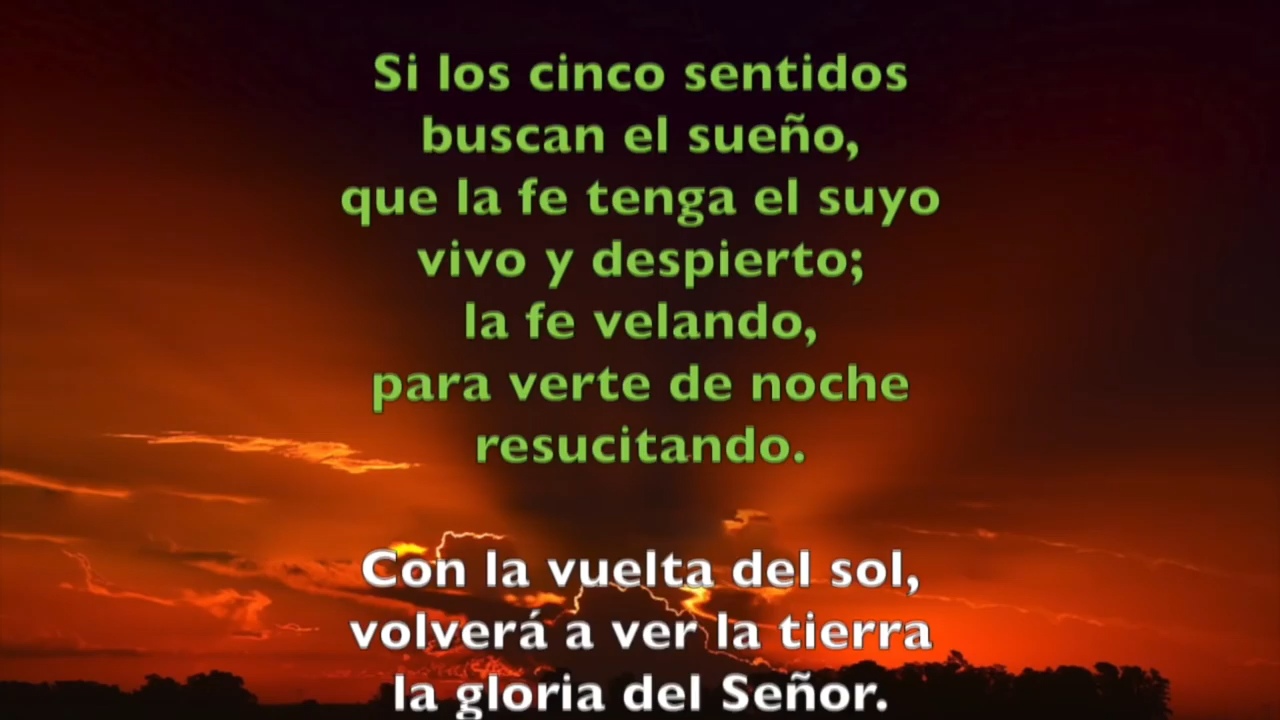 Si los cinco sentidos
buscan el sueño,
que la fe tenga el suyo
vivo y despierto;
la fe velando,
para verte de noche
resucitando.
Con la vuelta del sol,
volverá a ver la tierra
la gloria del Señor.